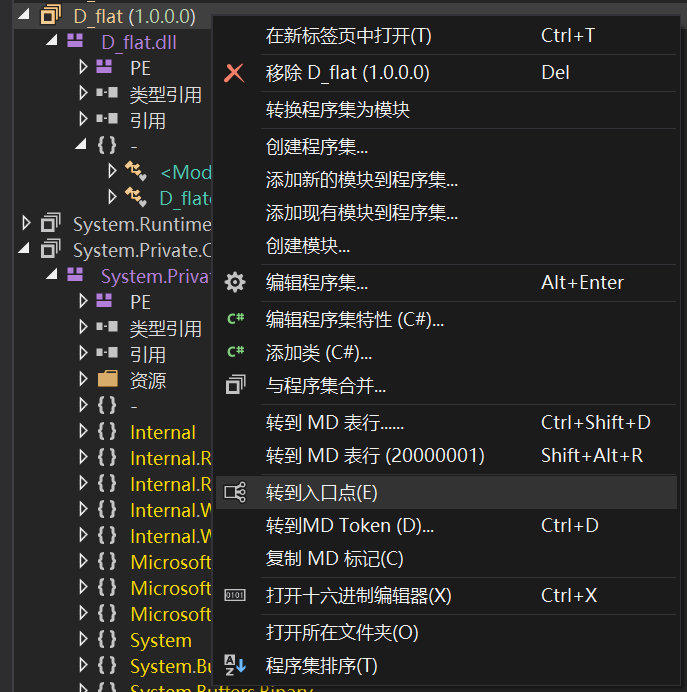 D_flat (1.0.0.0)
D_flat.dll
PE
类型引用
引用
-
<Mod
D_flat
System.Runtime
System.Private.C
System.Priva
PE
类型引用
引用
资源
-
Internal
Internal.R
Internal.R
Internal.W
Internal.W
Microsoft
Microsoft
Microsoft
System
System.Bu
System.Buffers.Binary
在新标签页中打开(T) Ctrl+T
移除 D_flat (1.0.0.0) Del
转换程序集为模块
创建程序集...
添加新的模块到程序集...
添加现有模块到程序集...
创建模块...
编辑程序集... Alt+Enter
C# 编辑程序集特性 (C#)...
C# 添加类 (C#)...
与程序集合并...
转到 MD 表行...... Ctrl+Shift+D
转到 MD 表行 (20000001) Shift+Alt+R
转到入口点(E)
转到MD Token (D)... Ctrl+D
复制 MD 标记(C)
0101 打开十六进制编辑器(X) Ctrl+X
打开所在文件夹(O)
AZ 程序集排序(T)